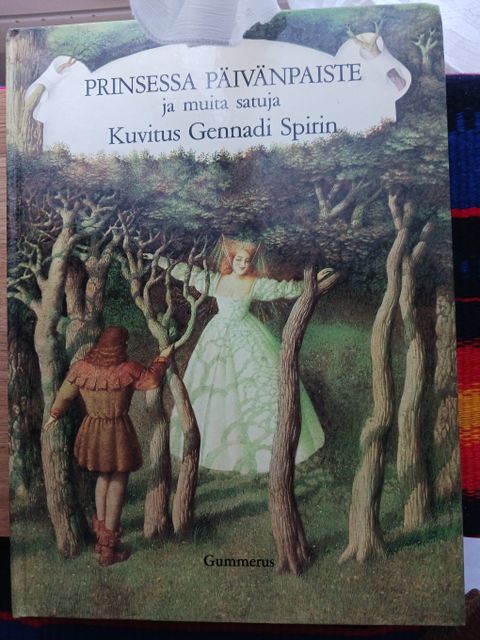 PRINSESSA PÄIVÄNPAISTE
ja muita satuja
Kuvitus Gennadi Spirin
Gummerus